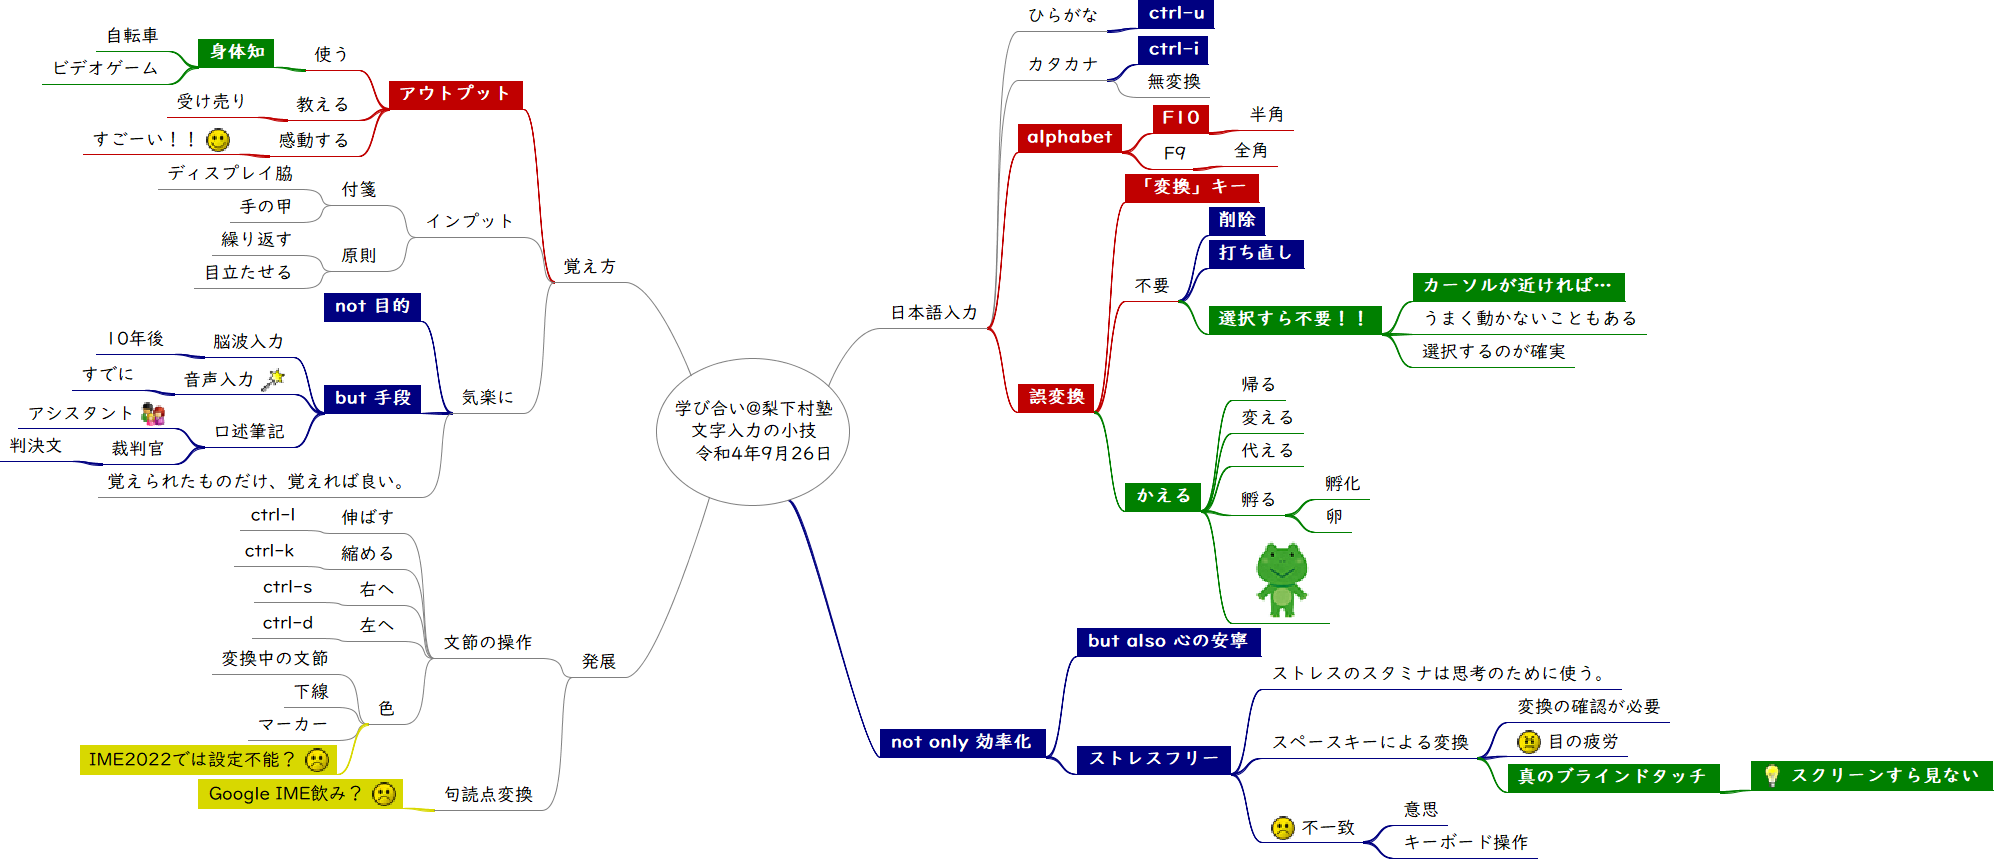 学び合い@梨下村塾
文字入力の小技
令和4年9月26日
日本語入力
ひらがな
ctrl-u
カタカナ
ctrl-i
無変換
alphabet
F10
半角
F9
全角
誤変換
「変換」キー
不要
削除
打ち直し
選択すら不要！！
カーソルが近ければ…
うまく動かないこともある
選択するのが確実
かえる
帰る
変える
代える
孵る
孵化
卵
not only 効率化
but also 心の安寧
ストレスフリー
ストレスのスタミナは思考のために使う。
スペースキーによる変換
変換の確認が必要
目の疲労
真のブラインドタッチ
スクリーンすら見ない
不一致
意思
キーボード操作
覚え方
アウトプット
使う
身体知
自転車
ビデオゲーム
教える
受け売り
感動する
すごーい！！
インプット
付箋
ディスプレイ脇
手の甲
原則
繰り返す
目立たせる
気楽に
not 目的
but 手段
脳波入力
10年後
音声入力
すでに
口述筆記
アシスタント
裁判官
判決文
覚えられたものだけ、覚えれば良い。
発展
文節の操作
伸ばす
ctrl-l
縮める
ctrl-k
右へ
ctrl-s
左へ
ctrl-d
色
変換中の文節
下線
マーカー
IME2022では設定不能？
句読点変換
Google IME飲み？